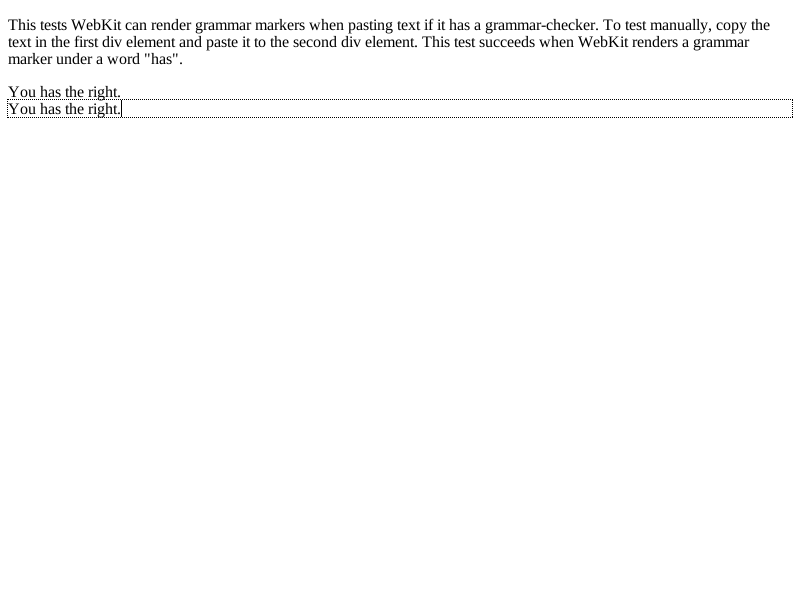 This tests WebKit can render grammar markers when pasting text if it has a grammar-checker. To test manually, copy the
text in the first div element and paste it to the second div element. This test succeeds when WebKit renders a grammar
marker under a word "has".
You has the right.
You has the right.